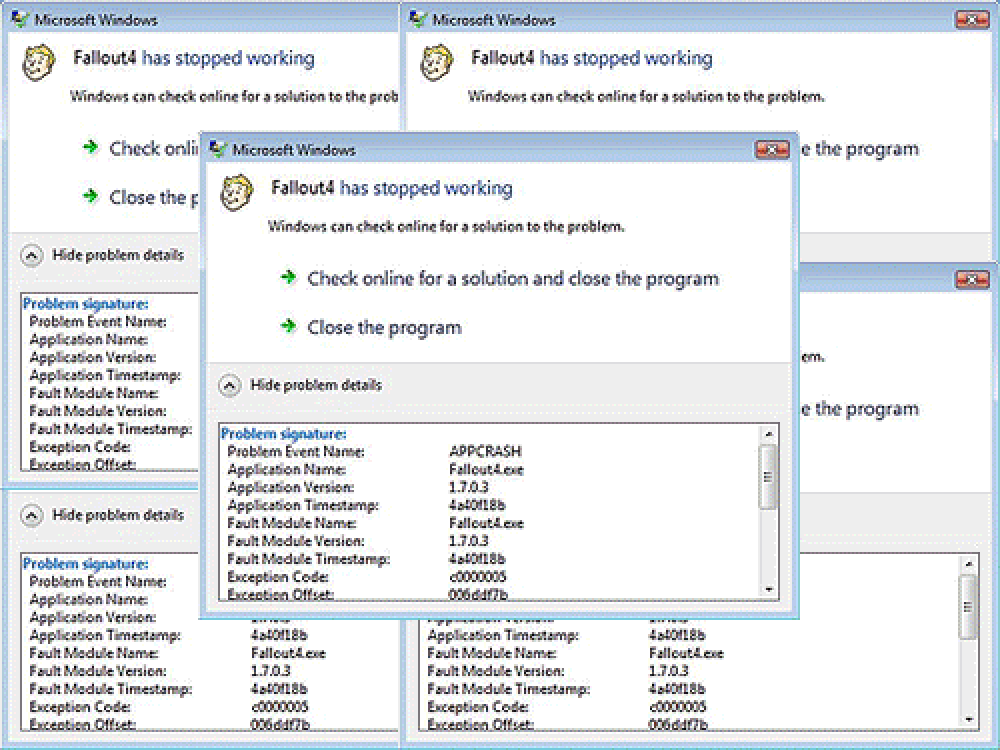 Microsoft Windows
Fallout4 has stopped working
Windows can check online for a solution to the prob
Check onli
Close the p
Hide problem details
Problem signature:
Problem Event Name:
Application Name:
Application Version:
Application Timestamp:
Fault Module Name:
Fault Module Version:
Fault Module Timestamp:
Exception Code:
Exception Offset:
Microsoft Windows
Fallout4 has stopped working
Windows can check online for a solution to the problem.
e the program
Microsoft Windows
Fallout4 has stopped working
Windows can check online for a solution to the problem.
Check online for a solution and close the program
Close the program
Hide problem details
Problem signature:
Problem Event Name: APPCRASH
Application Name: Fallout4.exe
Application Version: 1.7.0.3
Application Timestamp: 4a40f18b
Fault Module Name: Fallout4.exe
Fault Module Version: 1.7.0.3
Fault Module Timestamp: 4a40f18b
Exception Code: c0000005
Exception Offset: 006ddf7b
em.
e the program
Hide problem details
Problem signature:
Problem Event Name:
Application Name:
Application Version:
Application Timestamp: 4a40f18b
Fault Module Name: Fallout4.exe
Fault Module Version: 1.7.0.3
Fault Module Timestamp: 4a40f18b
Exception Code: c0000005
Exception Offset: 006ddf7b
Application Version:
Application Timestamp: 4a40f18b
Fault Module Name: Fallout4.exe
Fault Module Version: 1.7.0.3
Fault Module Timestamp: 4a40f18b
Exception Code: c0000005
Exception Offset: 006ddf7b